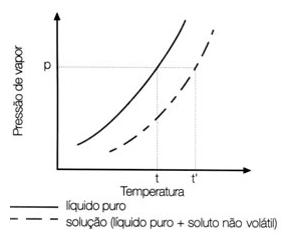 Pressão de vapor
p
t
t'
Temperatura
líquido puro
solução (líquido puro + soluto não volátil)